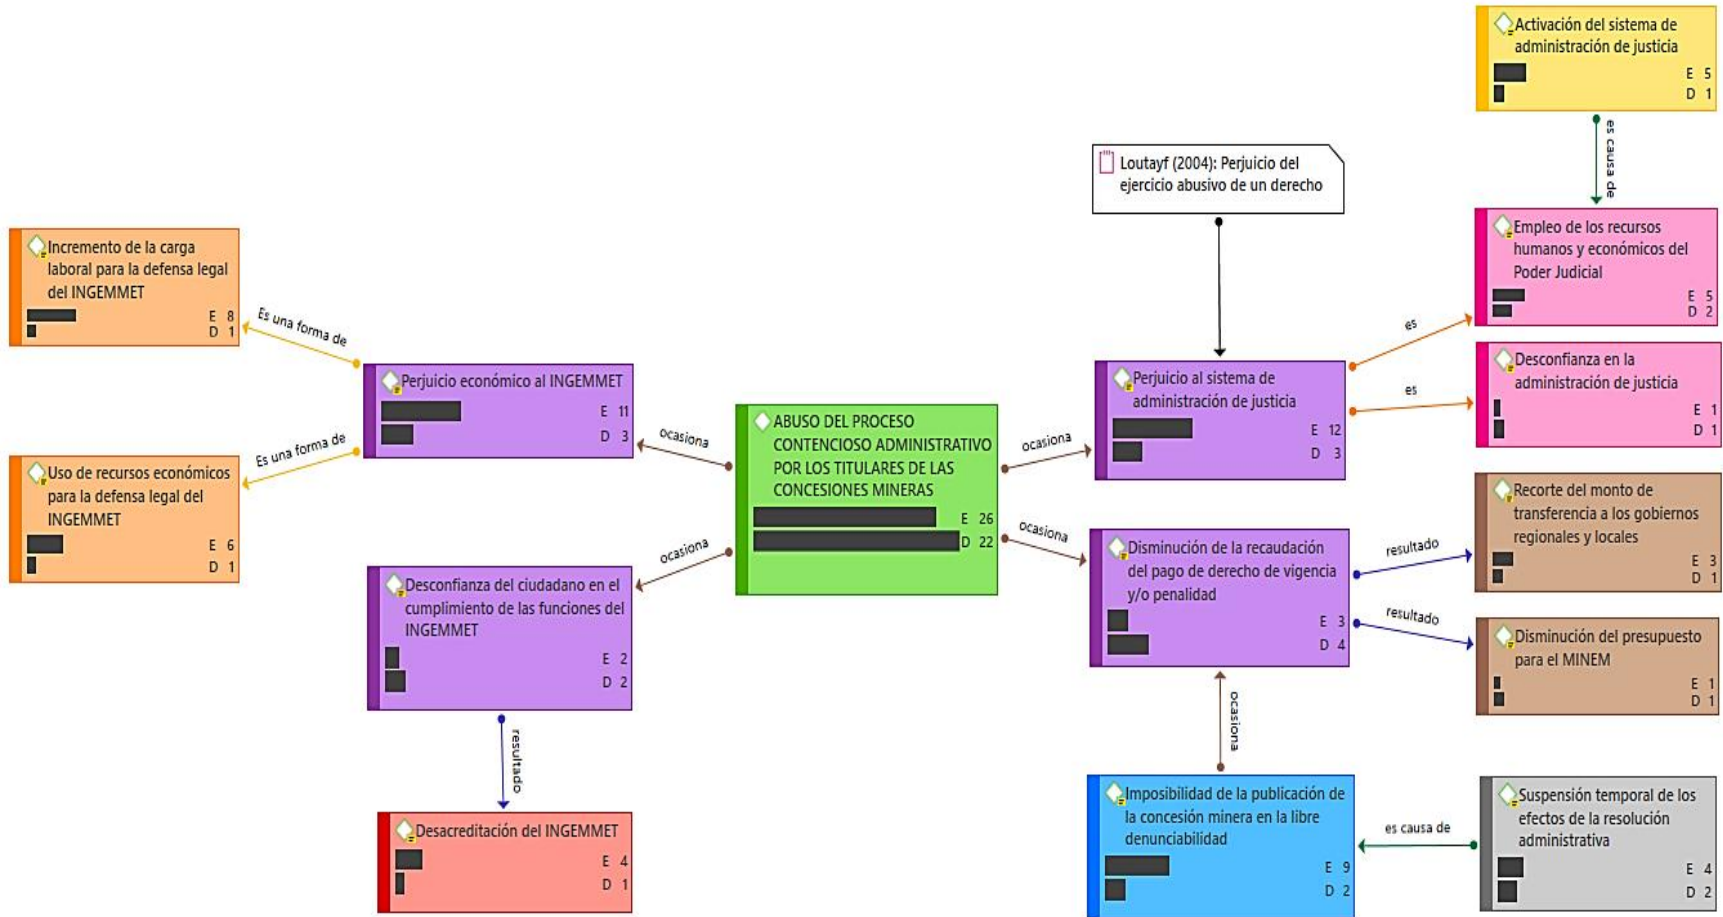 Activación del sistema de
administración de justicia
E 5
D 1
es causa de
Loutayf (2004): Perjuicio del
ejercicio abusivo de un derecho
Empleo de los recursos
humanos y económicos del
Poder Judicial
E 5
D 2
Incremento de la carga
laboral para la defensa legal
del INGEMMET
E 8
D 1
Es una forma de
es
Desconfianza en la
administración de justicia
E 1
D 1
Perjuicio económico al INGEMMET
E 11
D 3
Perjuicio al sistema de
administración de justicia
E 12
D 3
es
ABUSO DEL PROCESO
CONTENCIOSO ADMINISTRATIVO
POR LOS TITULARES DE LAS
CONCESIONES MINERAS
E 26
D 22
ocasiona
ocasiona
Es una forma de
Uso de recursos económicos
para la defensa legal del
INGEMMET
E 6
D 1
Recorte del monto de
transferencia a los gobiernos
regionales y locales
E 3
D 1
ocasiona
ocasiona
Desconfianza del ciudadano en el
cumplimiento de las funciones del
INGEMMET
E 2
D 2
Disminución de la recaudación
del pago de derecho de vigencia
y/o penalidad
E 3
D 4
resultado
resultado
Disminución del presupuesto
para el MINEM
E 1
D 1
resultado
ocasiona
Desacreditación del INGEMMET
E 4
D 1
Imposibilidad de la publicación de
la concesión minera en la libre
denunciabilidad
E 9
D 2
es causa de
Suspensión temporal de los
efectos de la resolución
administrativa
E 4
D 2